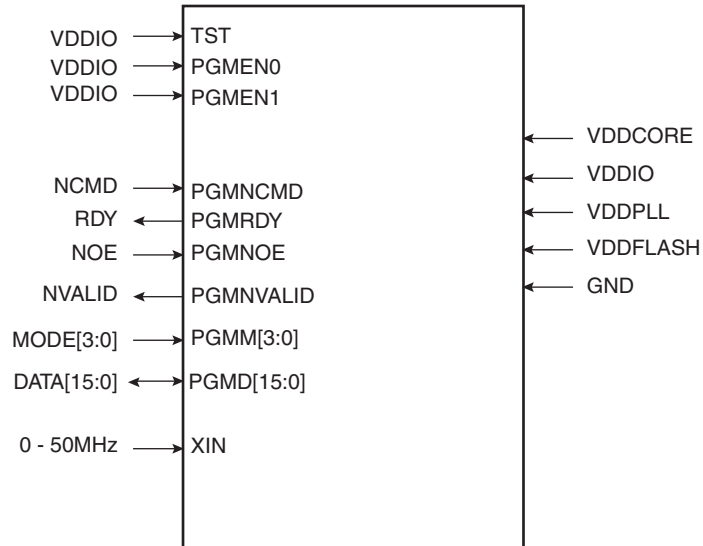 VDDIO TST
VDDIO PGMEN0
VDDIO PGMEN1
VDDCORE
VDDIO
NCMD PGMNCMD
RDY PGMRDY
VDDPLL
NOE PGMNOE
VDDFLASH
NVALID PGMNVALID
GND
MODE[3:0] PGMM[3:0]
DATA[15:0] PGMD[15:0]
0 - 50MHz XIN